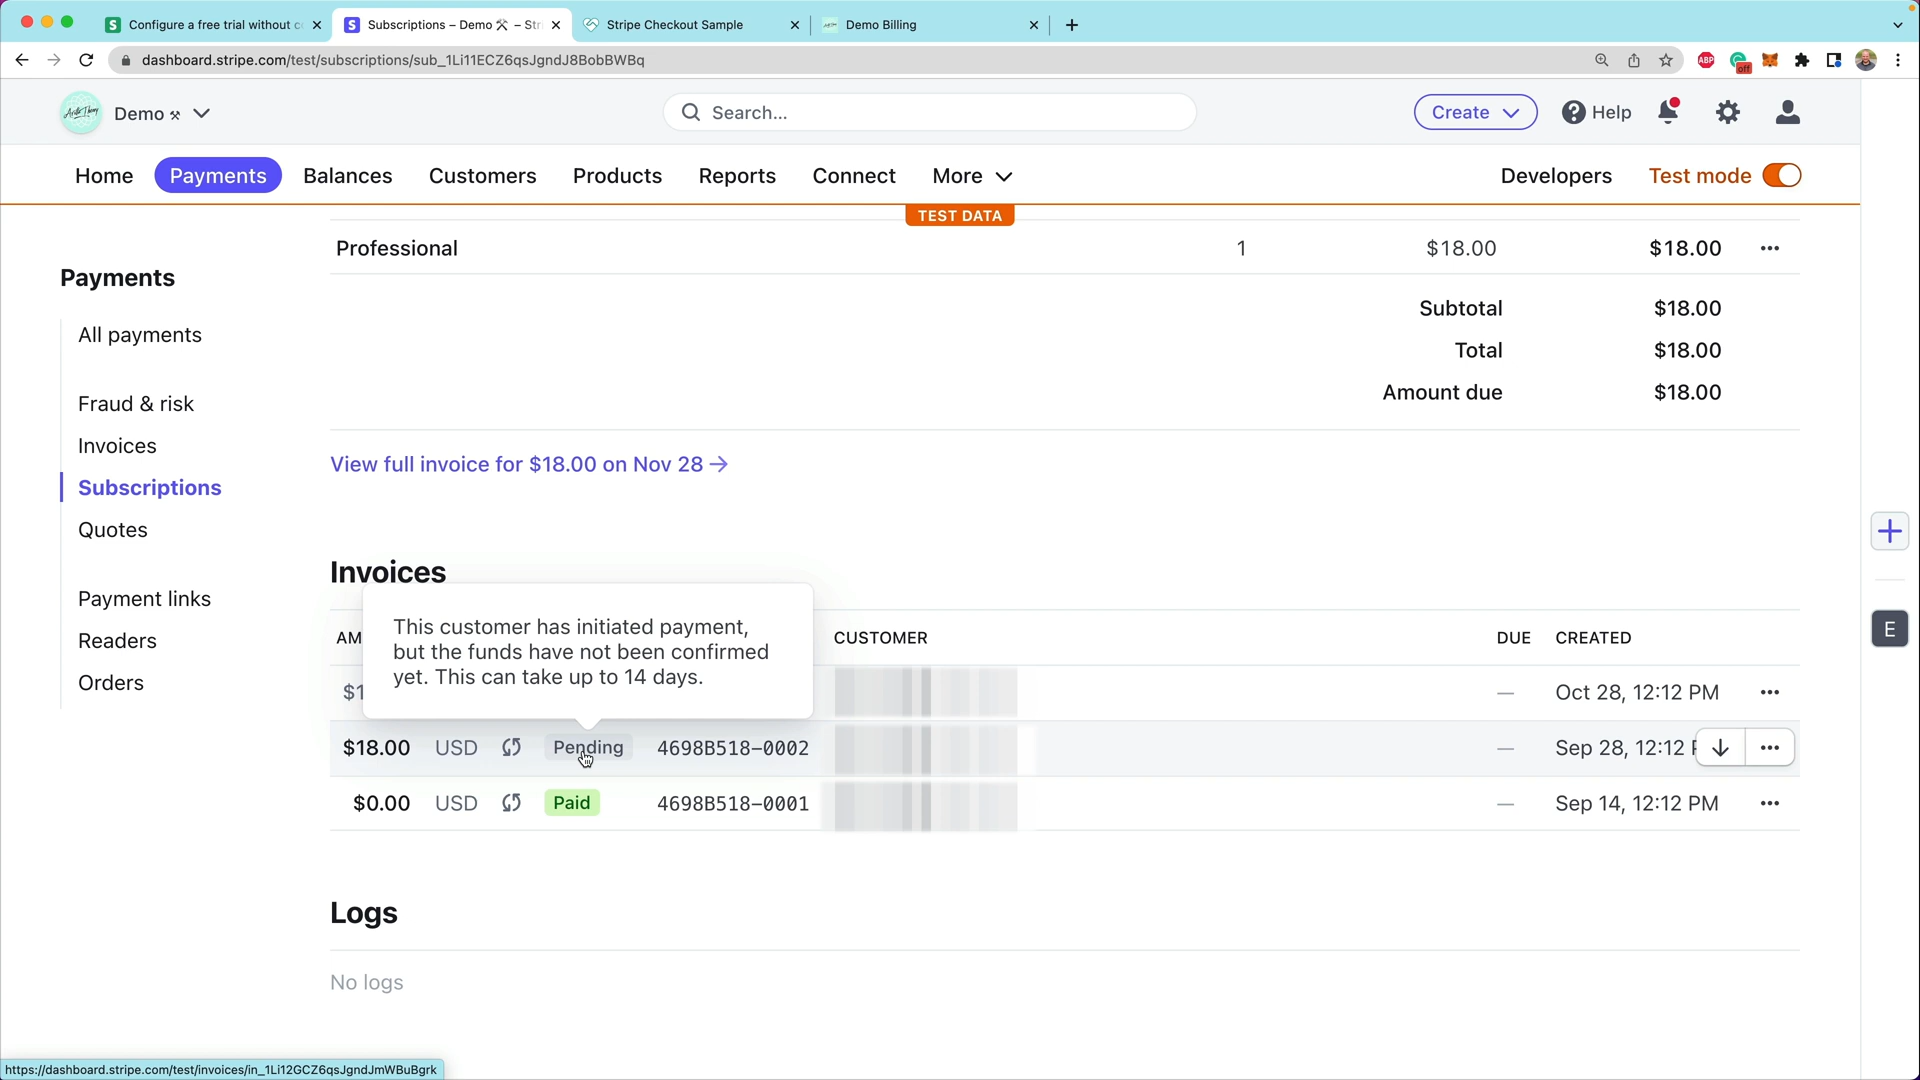 Configure a free trial without c
Subscriptions – Demo ⚒ – Str
Stripe Checkout Sample
Demo Billing
dashboard.stripe.com/test/subscriptions/sub_1Li11ECZ6qsJgndJ8BobBWBq
ABP
off
Demo ⚒
Search...
Create
Help
Home
Payments
Balances
Customers
Products
Reports
Connect
More
Developers
Test mode
TEST DATA
Professional 1 $18.00 $18.00
Payments
All payments
Fraud & risk
Invoices
Subscriptions
Quotes
Payment links
Readers
Orders
Subtotal $18.00
Total $18.00
Amount due $18.00
View full invoice for $18.00 on Nov 28 →
Invoices
This customer has initiated payment,
but the funds have not been confirmed
yet. This can take up to 14 days.
AM CUSTOMER DUE CREATED
$1 — Oct 28, 12:12 PM
$18.00 USD Pending 4698B518–0002 — Sep 28, 12:12 P
$0.00 USD Paid 4698B518–0001 — Sep 14, 12:12 PM
E
Logs
No logs
https://dashboard.stripe.com/test/invoices/in_1Li12GCZ6qsJgndJmWBuBgrk